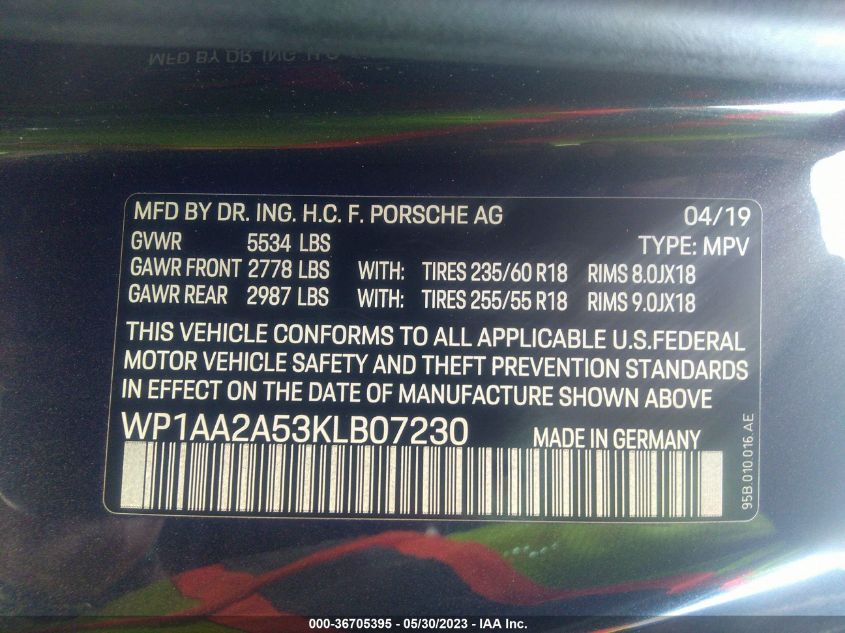 MFD BY DR. ING. H.C. F. PORSCHE AG 04/19
GVWR 5534 LBS TYPE: MPV
GAWR FRONT 2778 LBS WITH: TIRES 235/60 R18 RIMS 8.0JX18
GAWR REAR 2987 LBS WITH: TIRES 255/55 R18 RIMS 9.0JX18
THIS VEHICLE CONFORMS TO ALL APPLICABLE U.S.FEDERAL
MOTOR VEHICLE SAFETY AND THEFT PREVENTION STANDARDS
IN EFFECT ON THE DATE OF MANUFACTURE SHOWN ABOVE
WP1AA2A53KLB07230 MADE IN GERMANY
95B.010.016.AE
000-36705395 - 05/30/2023 - IAA Inc.